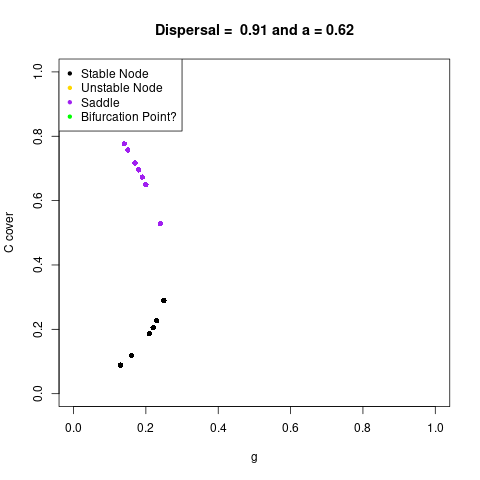 Dispersal =  0.91 and a = 0.62
Stable Node
Unstable Node
Saddle
Bifurcation Point?
C cover
1.0
0.8
0.6
0.4
0.2
0.0
0.0 0.2 0.4 0.6 0.8 1.0
g